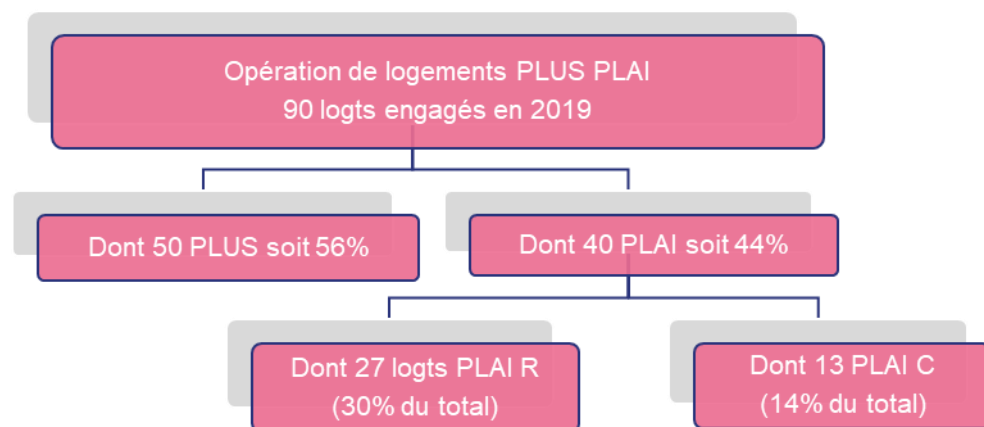 Opération de logements PLUS PLAI
90 logts engagés en 2019
Dont 50 PLUS soit 56%
Dont 40 PLAI soit 44%
Dont 27 logts PLAI R
(30% du total)
Dont 13 PLAI C
(14% du total)